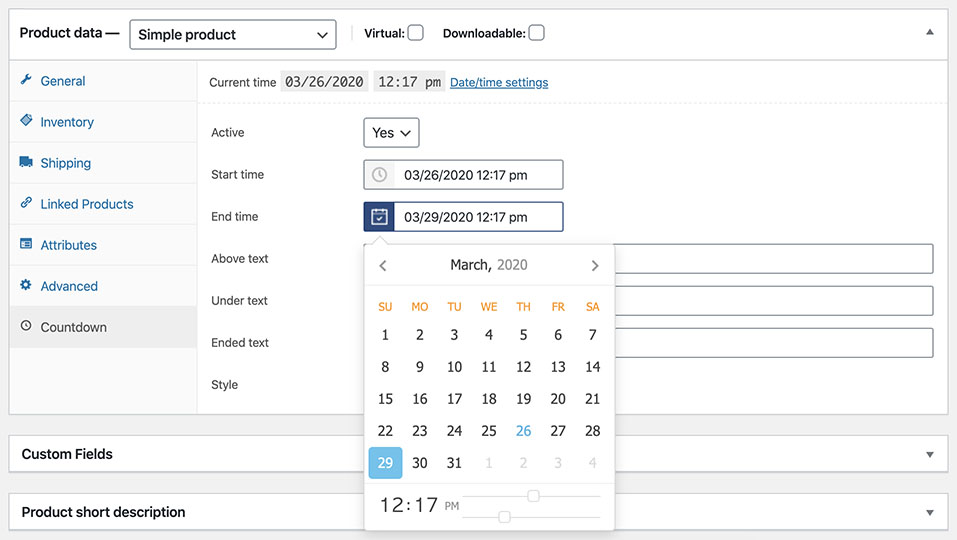 Product data — Simple product Virtual: Downloadable:
General
Inventory
Shipping
Linked Products
Attributes
Advanced
Countdown
Current time 03/26/2020 12:17 pm Date/time settings
Active Yes
Start time 03/26/2020 12:17 pm
End time 03/29/2020 12:17 pm
Above text
Under text
Ended text
Style
March, 2020
SU MO TU WE TH FR SA
1 2 3 4 5 6 7
8 9 10 11 12 13 14
15 16 17 18 19 20 21
22 23 24 25 26 27 28
29 30 31 1 2 3 4
12:17 PM
Custom Fields
Product short description